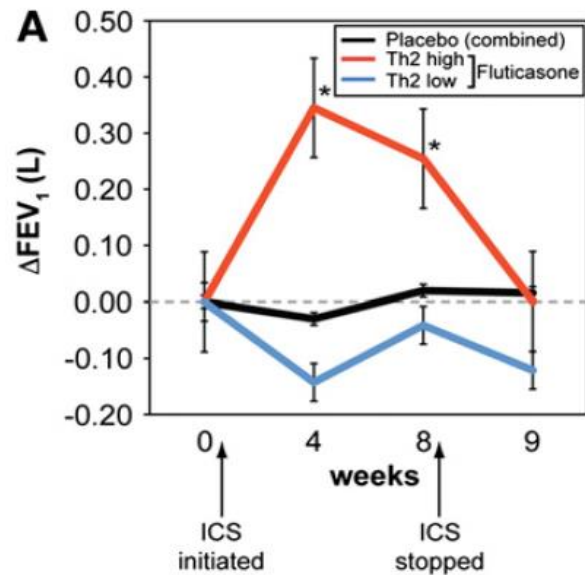 A
Placebo (combined)
Th2 high
Th2 low
Fluticasone
ΔFEV₁ (L)
0.50
0.40
0.30
0.20
0.10
0.00
-0.10
-0.20
*
*
0 4 8 9
weeks
ICS
initiated
ICS
stopped